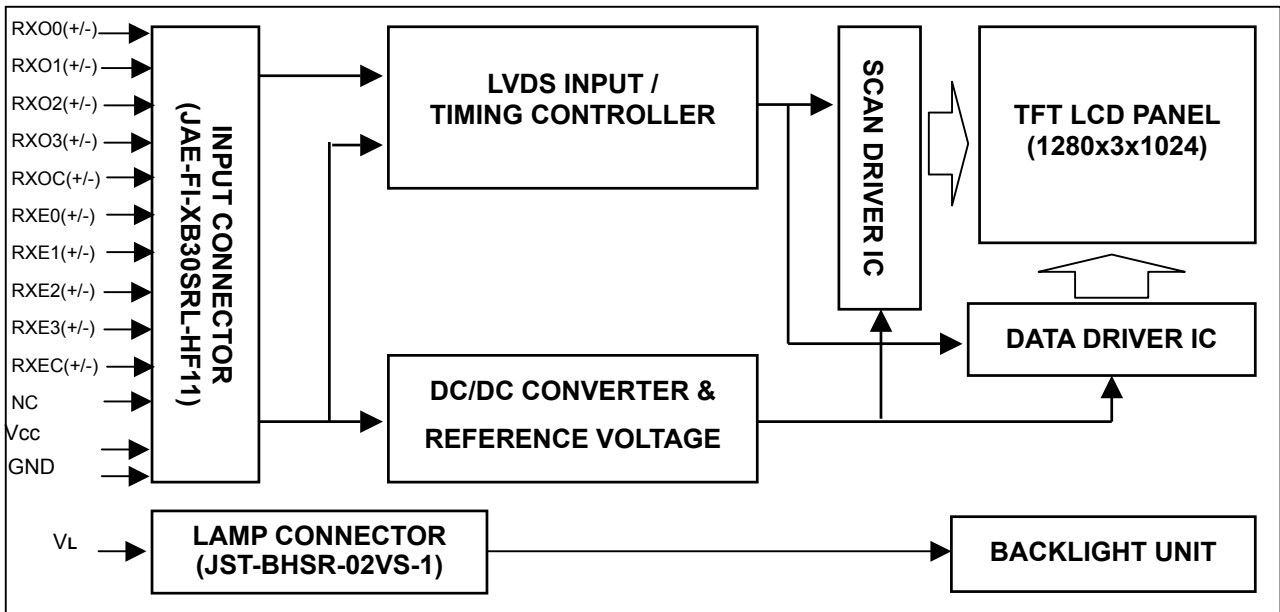 RXO0(+/-)
RXO1(+/-)
RXO2(+/-)
RXO3(+/-)
RXOC(+/-)
RXE0(+/-)
RXE1(+/-)
RXE2(+/-)
RXE3(+/-)
RXEC(+/-)
NC
Vcc
GND
VL
INPUT CONNECTOR
(JAE-FI-XB30SRL-HF11)
LVDS INPUT /
TIMING CONTROLLER
SCAN DRIVER IC
TFT LCD PANEL
(1280x3x1024)
DATA DRIVER IC
DC/DC CONVERTER &
REFERENCE VOLTAGE
LAMP CONNECTOR
(JST-BHSR-02VS-1)
BACKLIGHT UNIT